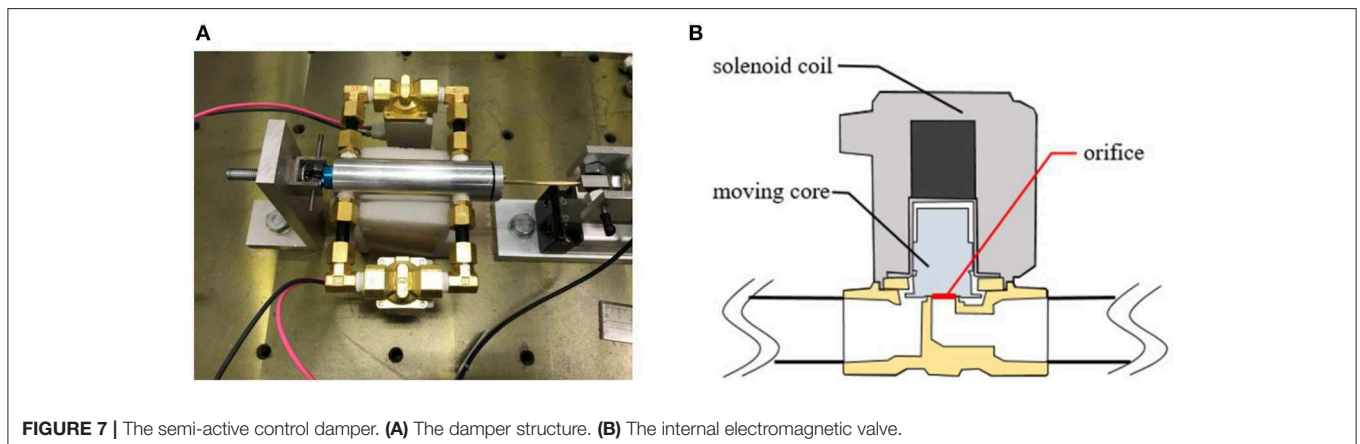 A
B
solenoid coil
orifice
moving core
FIGURE 7 | The semi-active control damper. (A) The damper structure. (B) The internal electromagnetic valve.